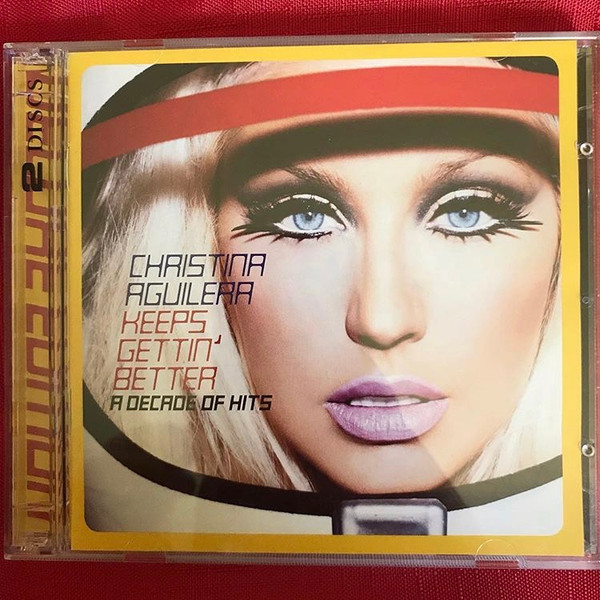 2 DISCS
CHRISTINA
AGUILERA
KEEPS
GETTIN'
BETTER
A DECADE OF HITS